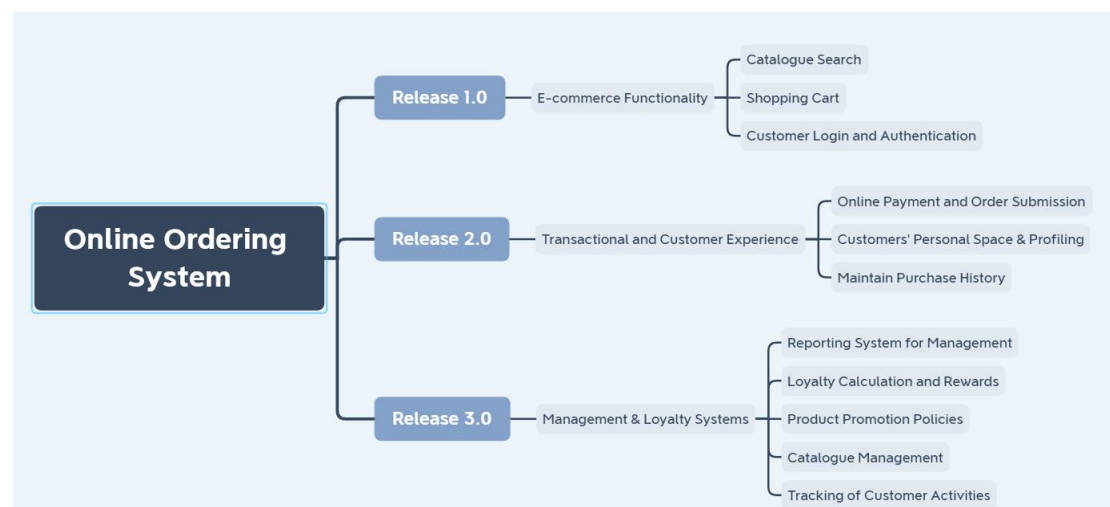 Online Ordering
System
Release 1.0
E-commerce Functionality
Catalogue Search
Shopping Cart
Customer Login and Authentication
Release 2.0
Transactional and Customer Experience
Online Payment and Order Submission
Customers' Personal Space & Profiling
Maintain Purchase History
Release 3.0
Management & Loyalty Systems
Reporting System for Management
Loyalty Calculation and Rewards
Product Promotion Policies
Catalogue Management
Tracking of Customer Activities